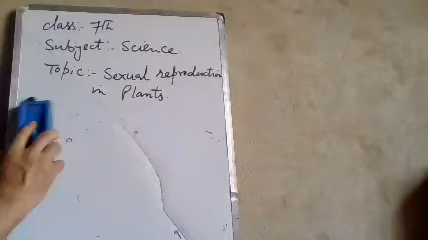 Class:- 7th
Subject:- Science
Topic:- Sexual reproduction
in Plants.